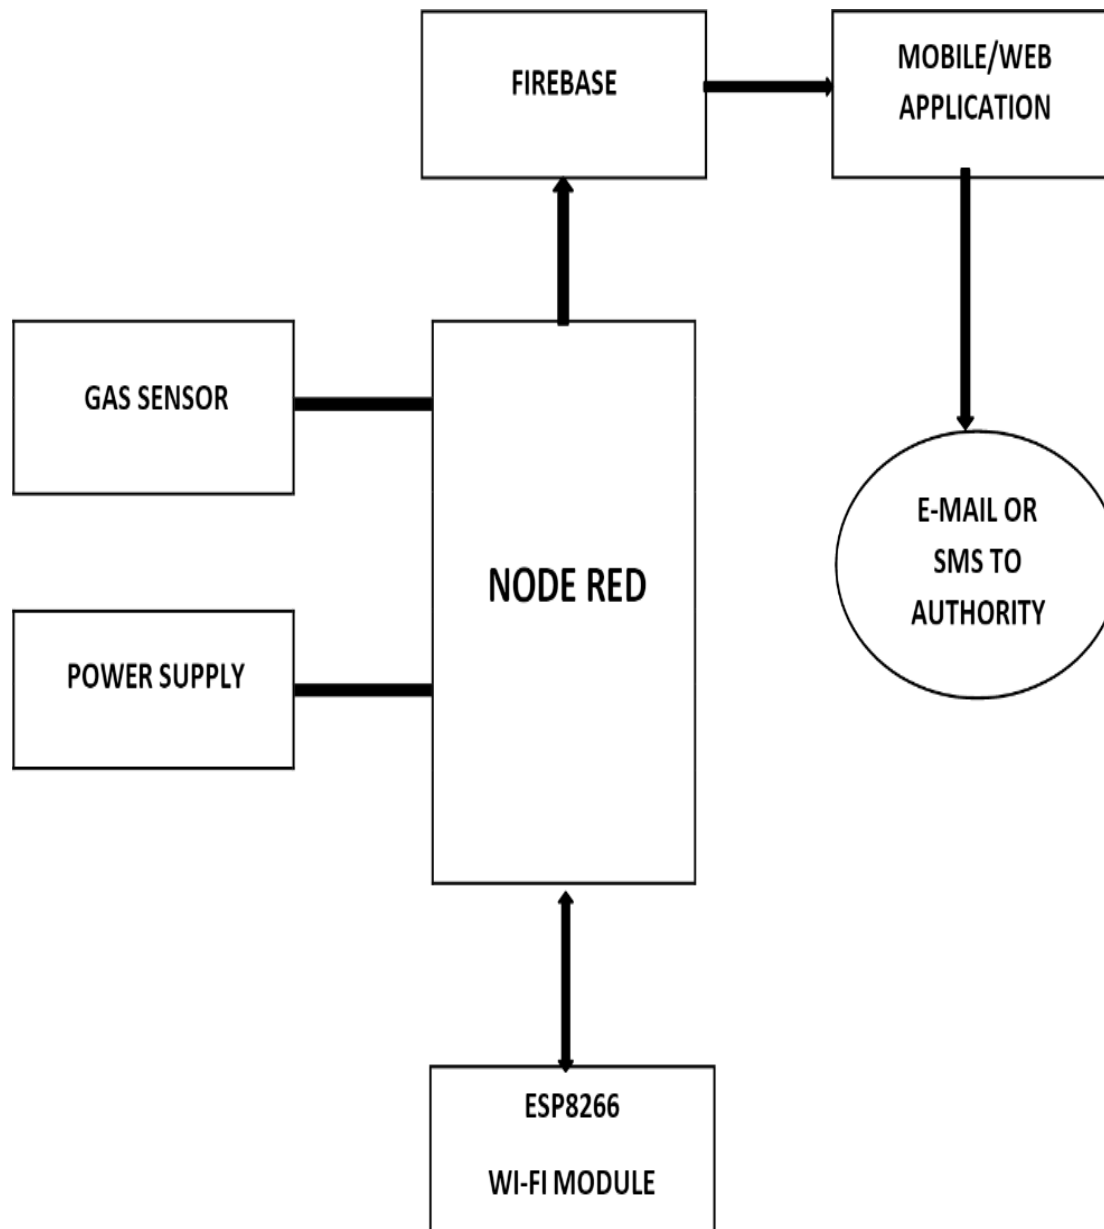 FIREBASE
MOBILE/WEB
APPLICATION
GAS SENSOR
E-MAIL OR
SMS TO
AUTHORITY
NODE RED
POWER SUPPLY
ESP8266
WI-FI MODULE